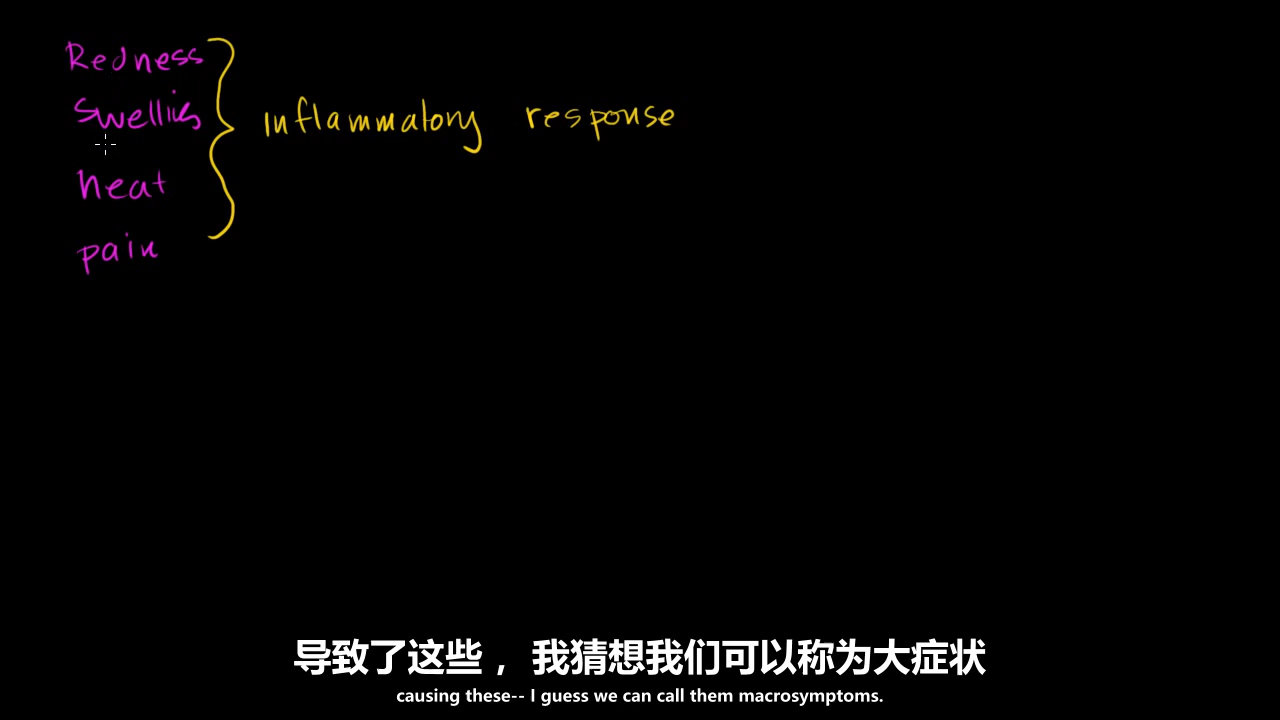 Redness
Swelling
inflammatory response
heat
pain
导致了这些，我猜想我们可以称为大症状
causing these-- I guess we can call them macrosymptoms.